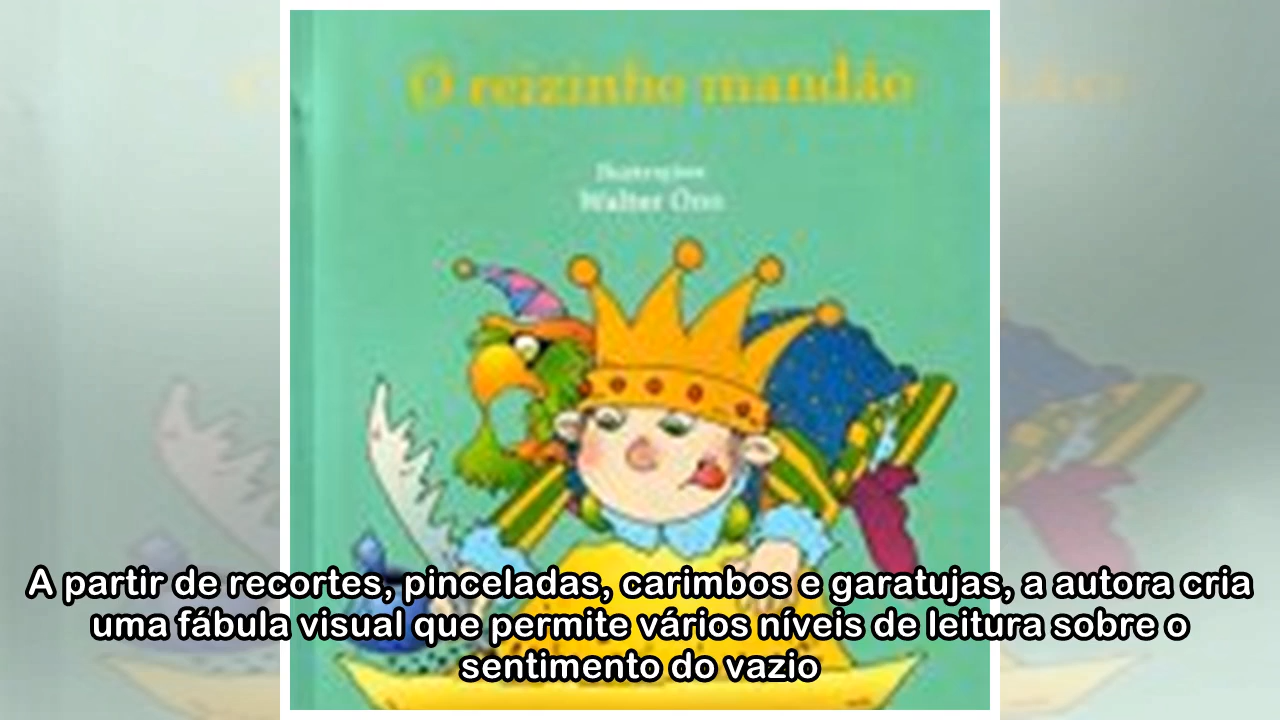 O reizinho mandão
Ilustrações
Walter Ono
A partir de recortes, pinceladas, carimbos e garatujas, a autora cria
uma fábula visual que permite vários níveis de leitura sobre o
sentimento do vazio